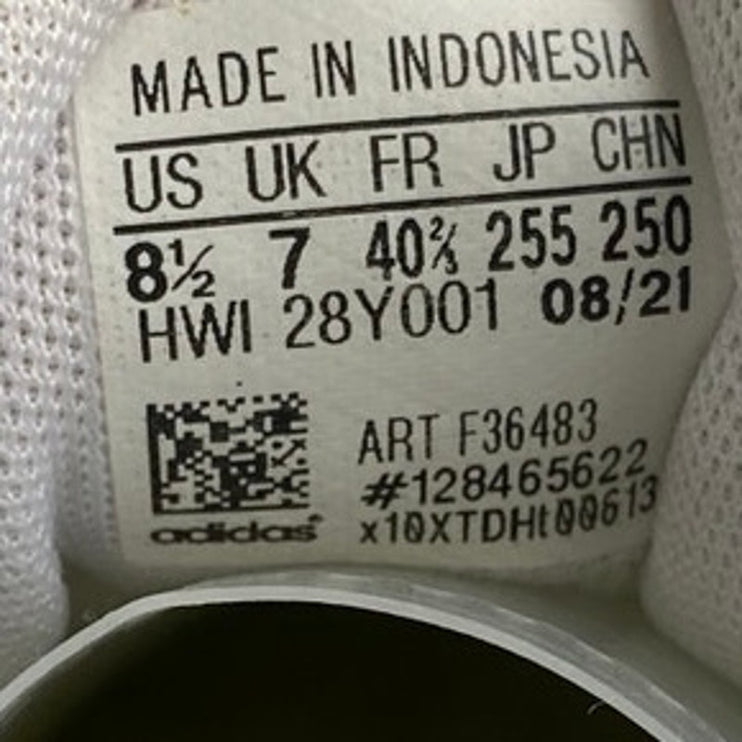 MADE IN INDONESIA
US UK FR JP CHN
8½ 7 40⅔ 255 250
HWI 28Y001 08/21
ART F36483
#128465622
x10XTDHt00613
adidas